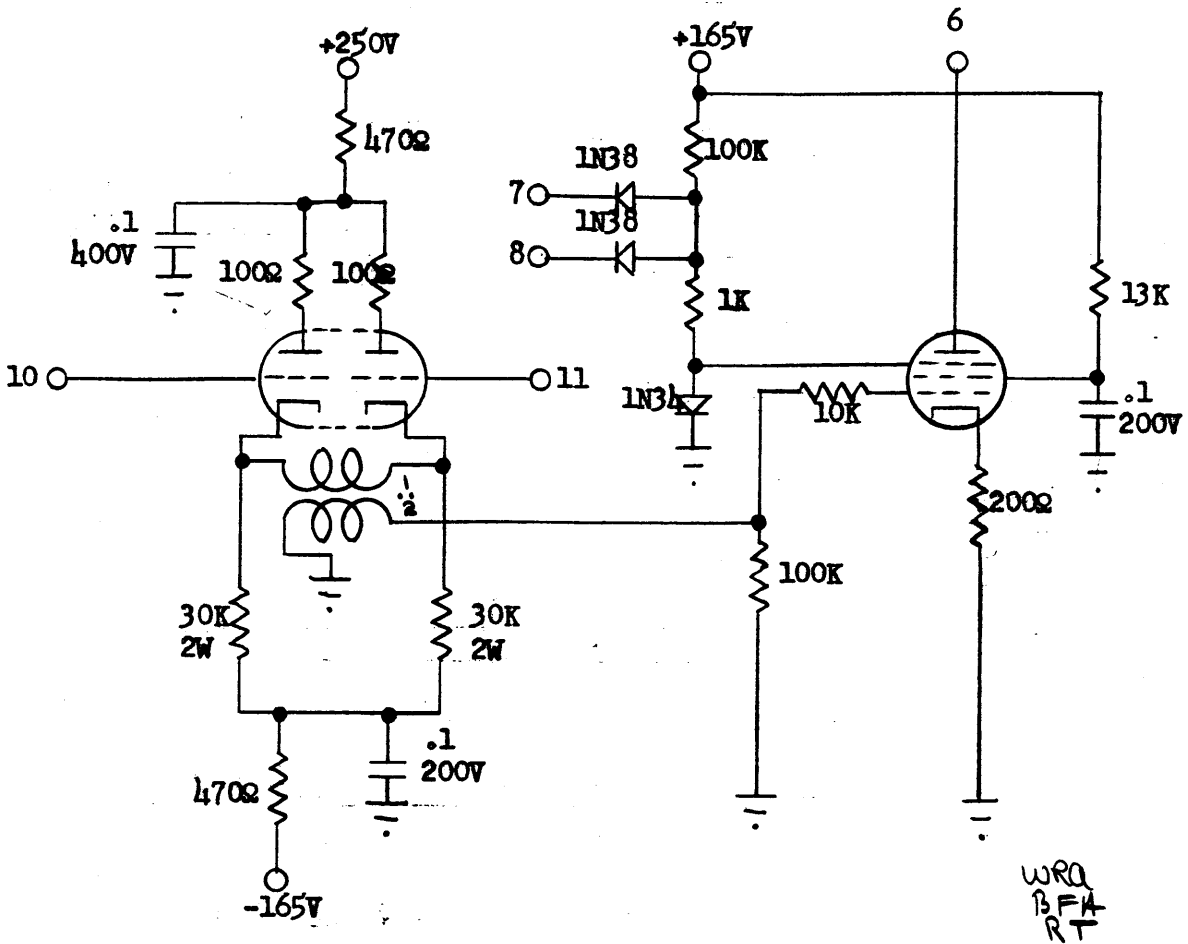 6
+250V
+165V
470Ω
100K
1N38
7
1N38
8
.1
400V
100Ω
100Ω
1K
13K
10
11
1N34
10K
.1
200V
1:2
200Ω
100K
30K
2W
30K
2W
.1
200V
470Ω
-165V
WRA
BFA
RT